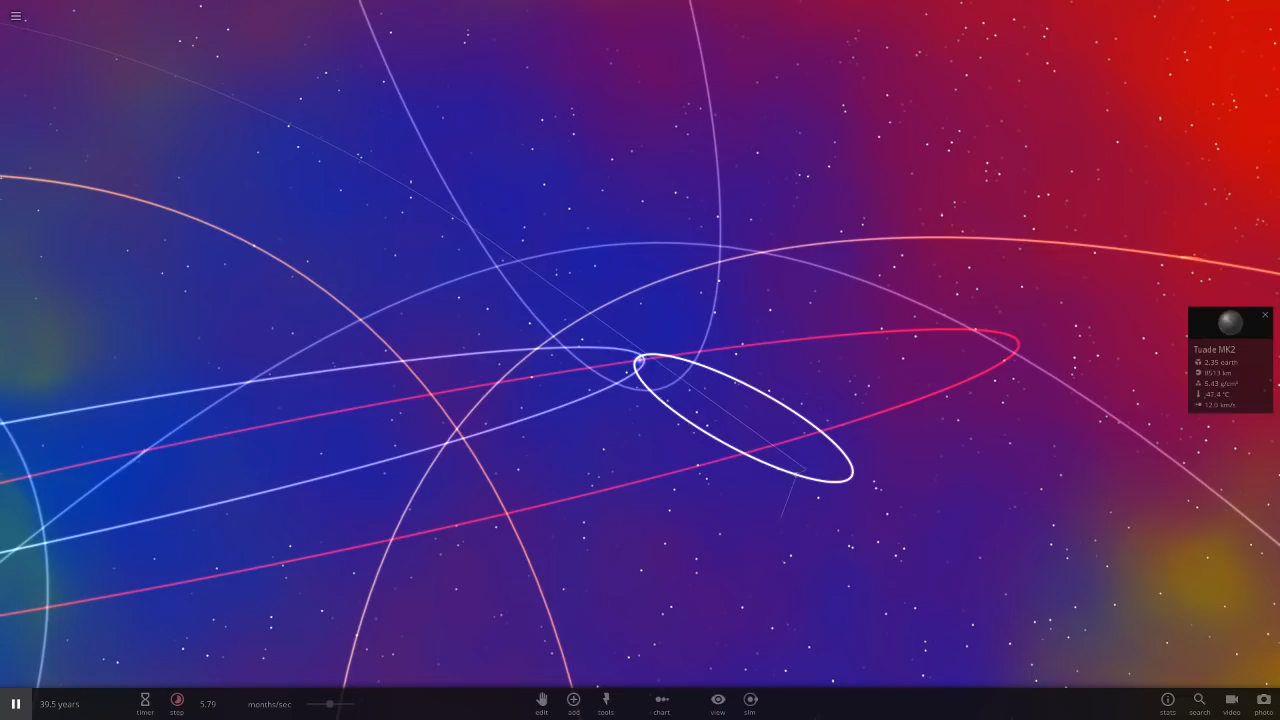 Tuade MK2
2.35 earth
8513 km
5.43 g/cm³
-47.4 °C
12.0 km/s
39.5 years
timer
step
5.79
months/sec
edit
add
tools
chart
view
sim
stats
search
video
photo